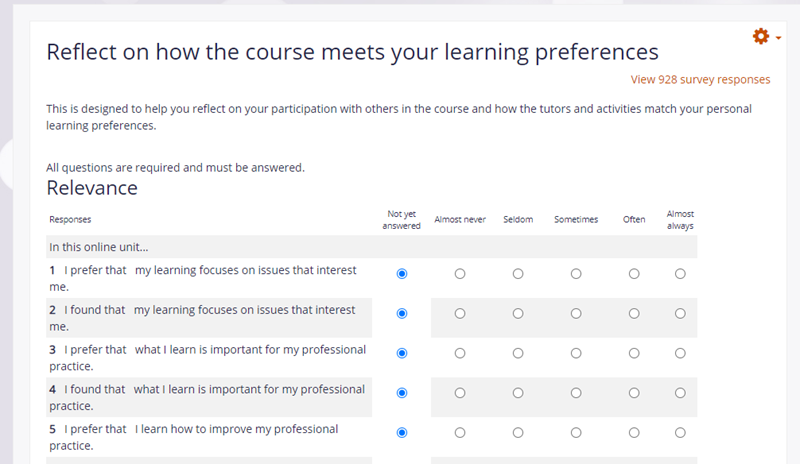 Reflect on how the course meets your learning preferences
View 928 survey responses
This is designed to help you reflect on your participation with others in the course and how the tutors and activities match your personal
learning preferences.
All questions are required and must be answered.
Relevance
Responses
Not yet
answered
Almost never
Seldom
Sometimes
Often
Almost
always
In this online unit...
1 I prefer that my learning focuses on issues that interest
me.
2 I found that my learning focuses on issues that interest
me.
3 I prefer that what I learn is important for my professional
practice.
4 I found that what I learn is important for my professional
practice.
5 I prefer that I learn how to improve my professional
practice.